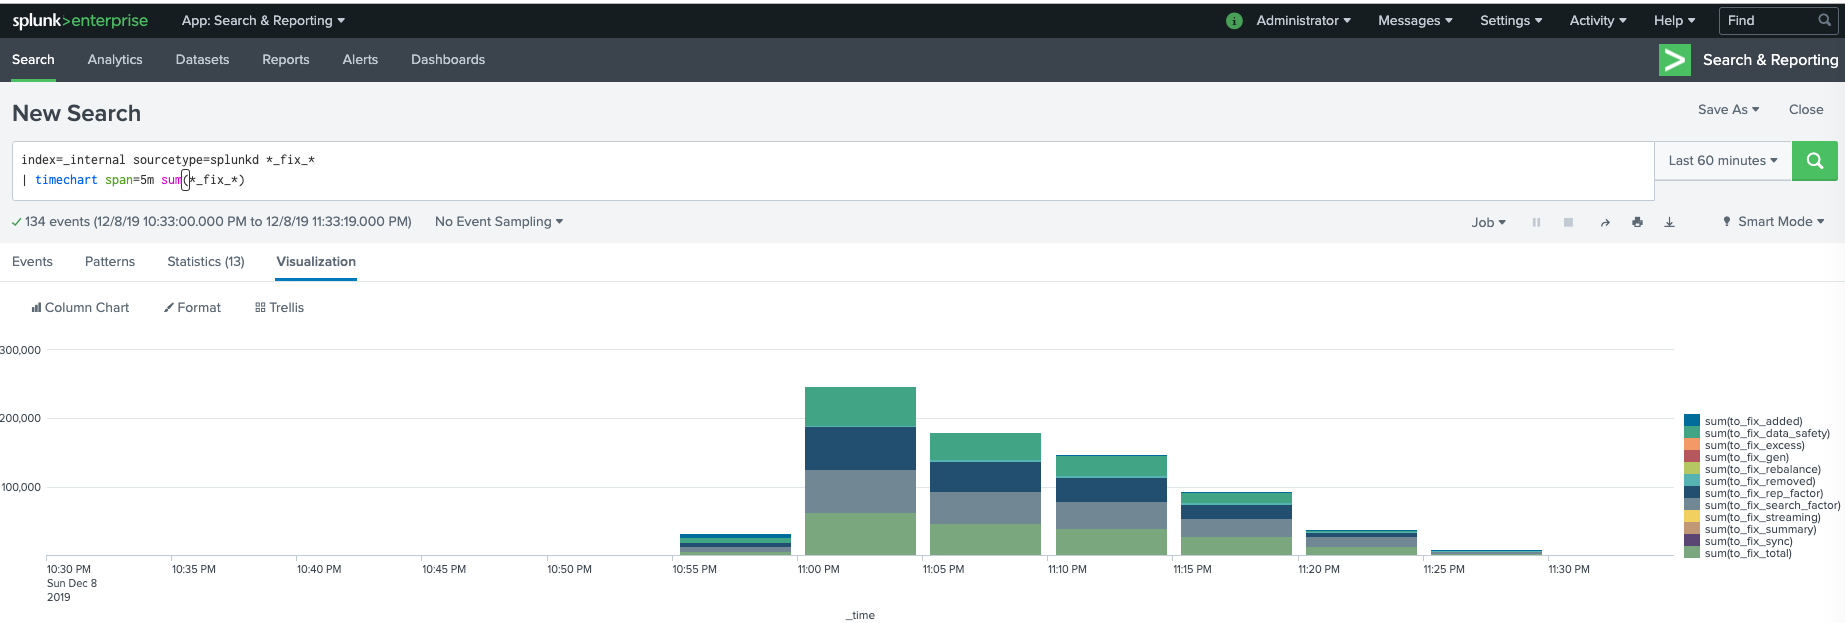 splunk>enterprise App: Search & Reporting i Administrator Messages Settings Activity Help Find
Search Analytics Datasets Reports Alerts Dashboards > Search & Reporting
New Search Save As Close
index=_internal sourcetype=splunkd *_fix_*
| timechart span=5m sum(*_fix_*)
Last 60 minutes
✓ 134 events (12/8/19 10:33:00.000 PM to 12/8/19 11:33:19.000 PM) No Event Sampling Job Smart Mode
Events Patterns Statistics (13) Visualization
Column Chart Format Trellis
300,000
200,000
100,000
sum(to_fix_added)
sum(to_fix_data_safety)
sum(to_fix_excess)
sum(to_fix_gen)
sum(to_fix_rebalance)
sum(to_fix_removed)
sum(to_fix_rep_factor)
sum(to_fix_search_factor)
sum(to_fix_streaming)
sum(to_fix_summary)
sum(to_fix_sync)
sum(to_fix_total)
10:30 PM 10:35 PM 10:40 PM 10:45 PM 10:50 PM 10:55 PM 11:00 PM 11:05 PM 11:10 PM 11:15 PM 11:20 PM 11:25 PM 11:30 PM
Sun Dec 8
2019
_time